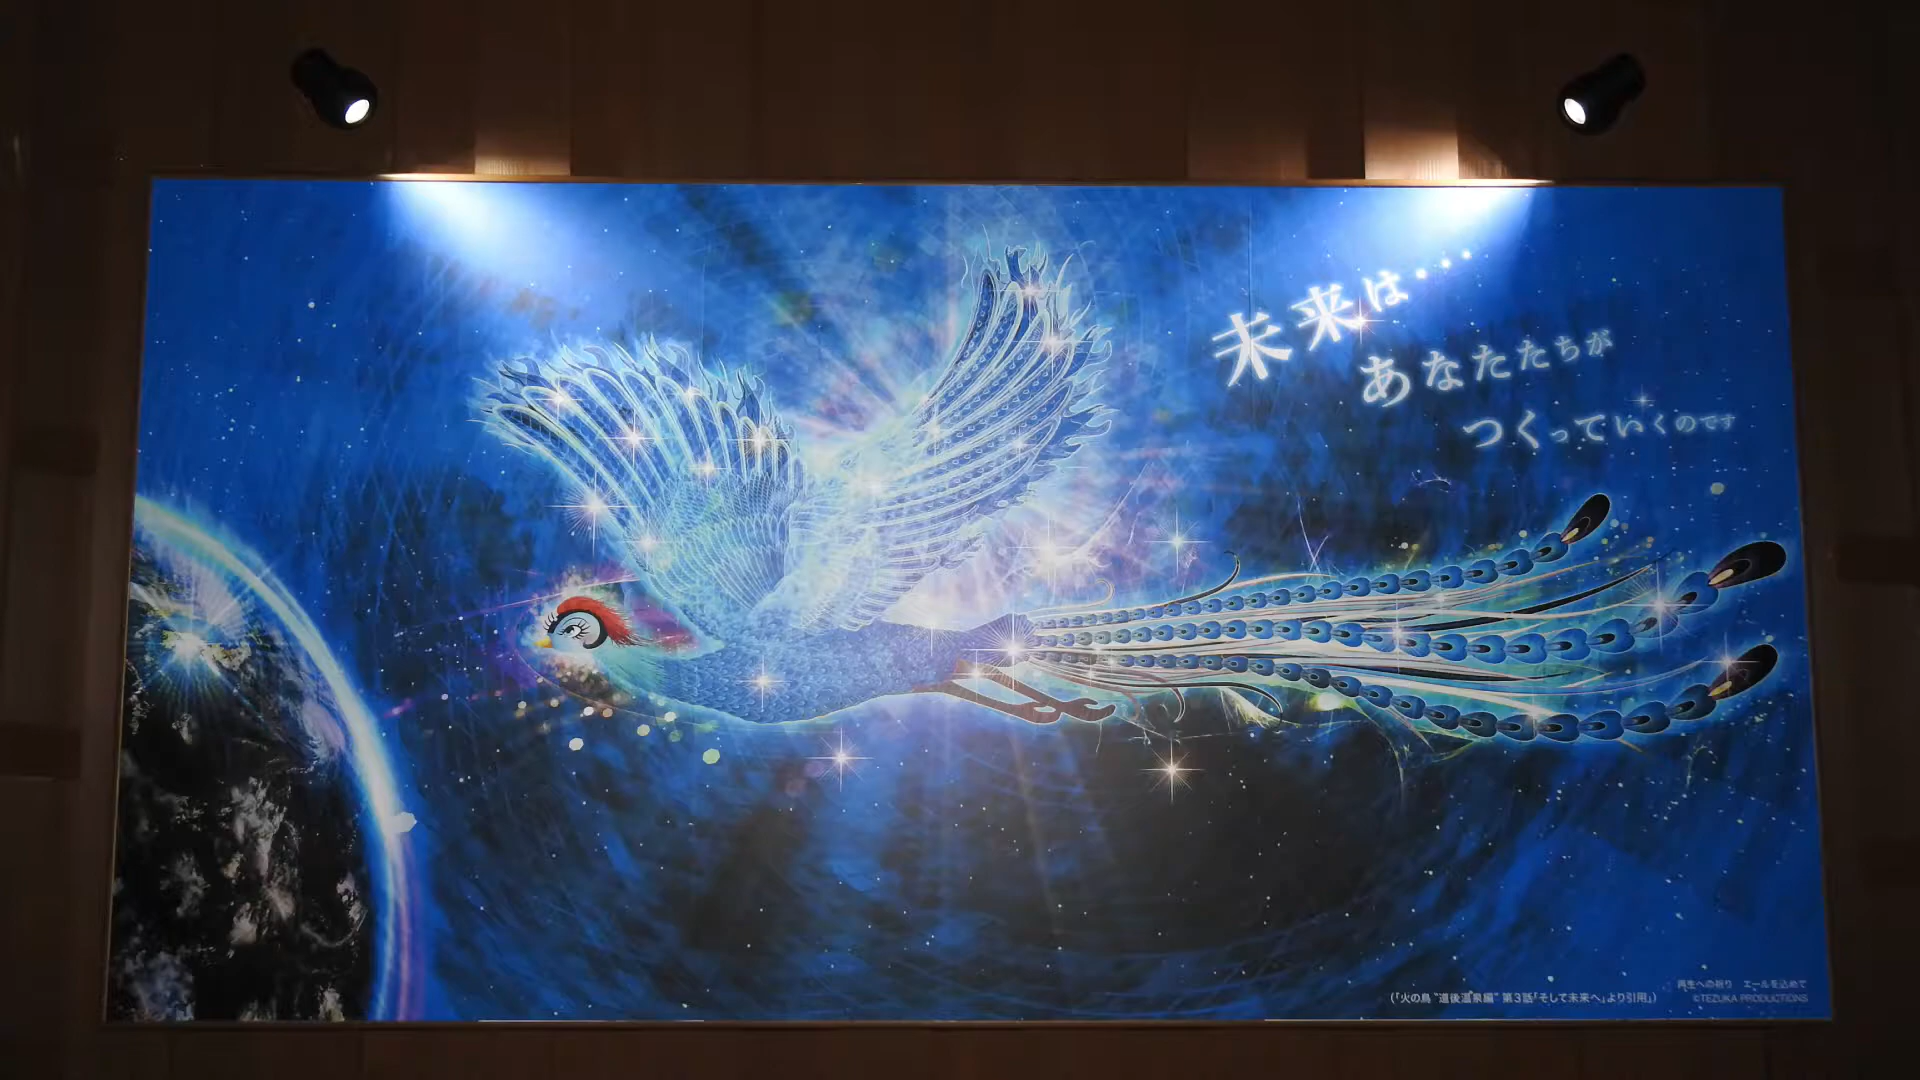 未来は・・・
あなたたちが
つくっていくのです
(「火の鳥"道後温泉編"第3話「そして未来へ」より引用」)
再生への祈り　エールを込めて
©TEZUKA PRODUCTIONS